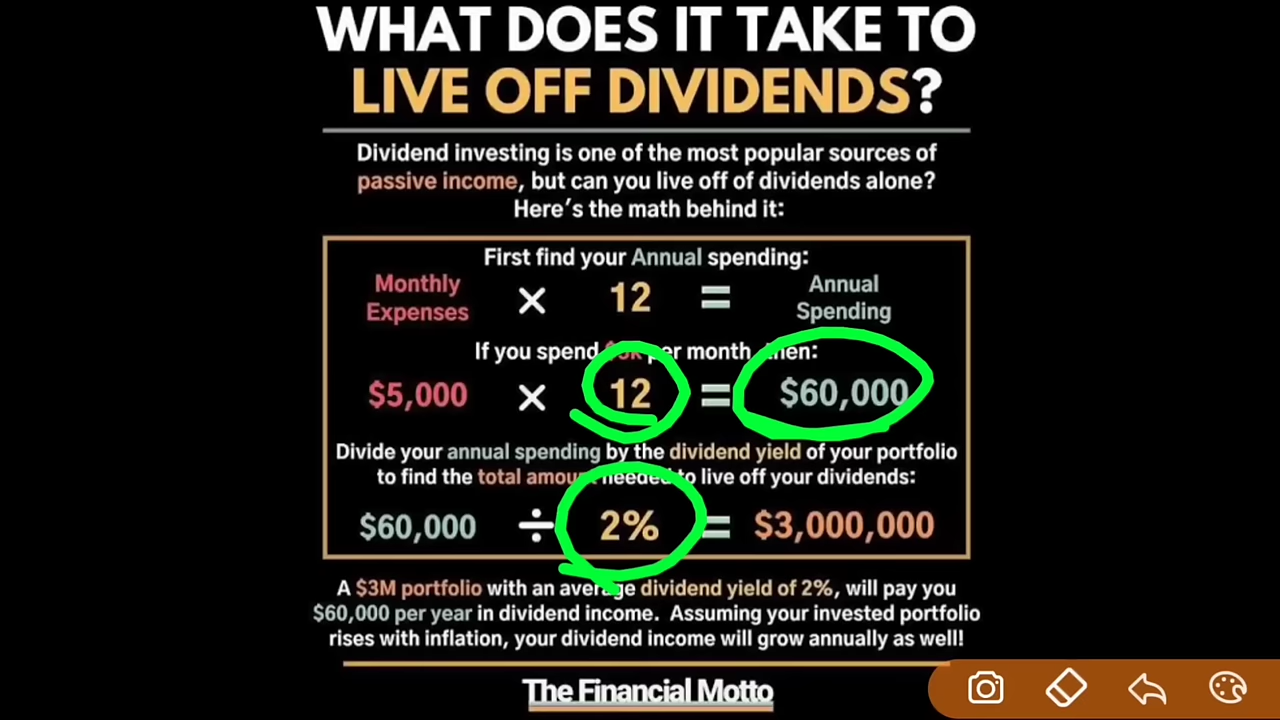 WHAT DOES IT TAKE TO
LIVE OFF DIVIDENDS?
Dividend investing is one of the most popular sources of
passive income, but can you live off of dividends alone?
Here's the math behind it:
First find your Annual spending:
Monthly Expenses × 12 = Annual Spending
If you spend $5K per month, then:
$5,000 × 12 = $60,000
Divide your annual spending by the dividend yield of your portfolio
to find the total amount needed to live off your dividends:
$60,000 ÷ 2% = $3,000,000
A $3M portfolio with an average dividend yield of 2%, will pay you
$60,000 per year in dividend income. Assuming your invested portfolio
rises with inflation, your dividend income will grow annually as well!
The Financial Motto